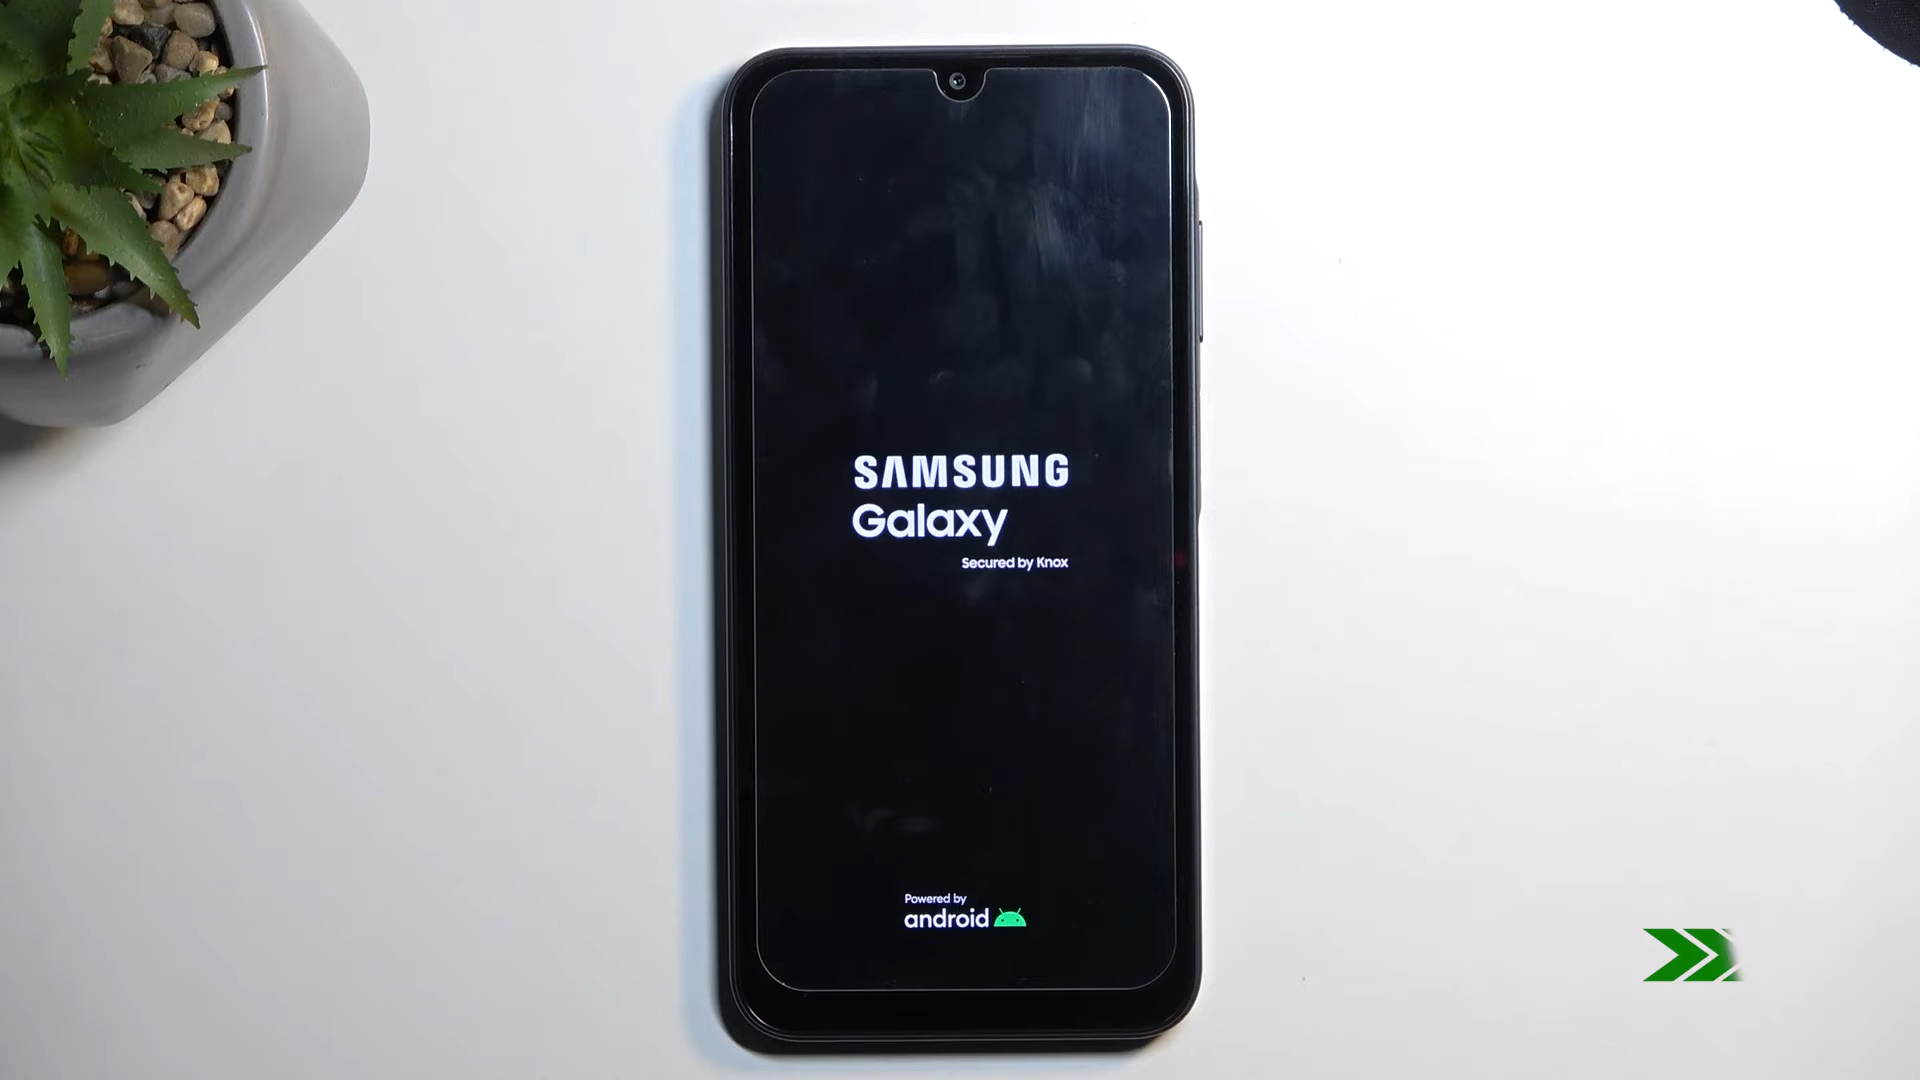 SAMSUNG
Galaxy
Secured by Knox
Powered by
android